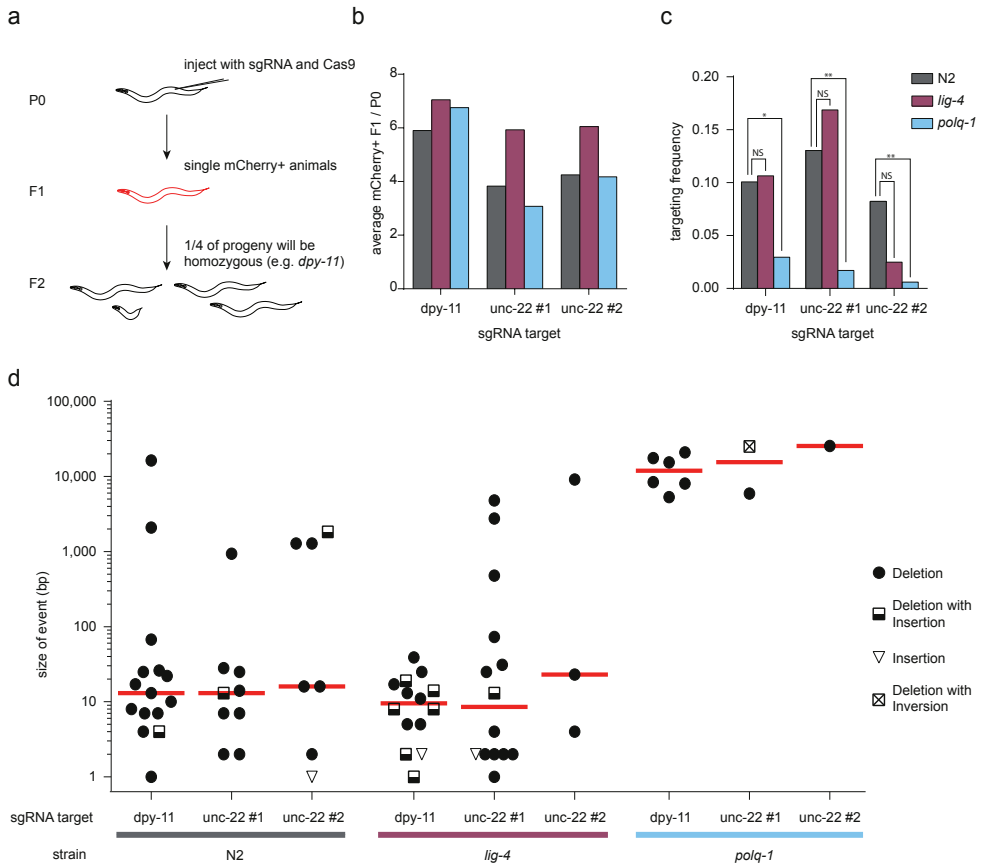 a
inject with sgRNA and Cas9
P0
single mCherry+ animals
F1
1/4 of progeny will be
homozygous (e.g. dpy-11)
F2
b
average mCherry+ F1 / P0
8
6
4
2
0
dpy-11 unc-22 #1 unc-22 #2
sgRNA target
c
targeting frequency
0.20
0.15
0.10
0.05
0.00
* NS
** NS
** NS
N2
lig-4
polq-1
dpy-11 unc-22 #1 unc-22 #2
sgRNA target
d
size of event (bp)
100,000
10,000
1,000
100
10
1
Deletion
Deletion with
Insertion
Insertion
Deletion with
Inversion
sgRNA target dpy-11 unc-22 #1 unc-22 #2 dpy-11 unc-22 #1 unc-22 #2 dpy-11 unc-22 #1 unc-22 #2
strain N2 lig-4 polq-1